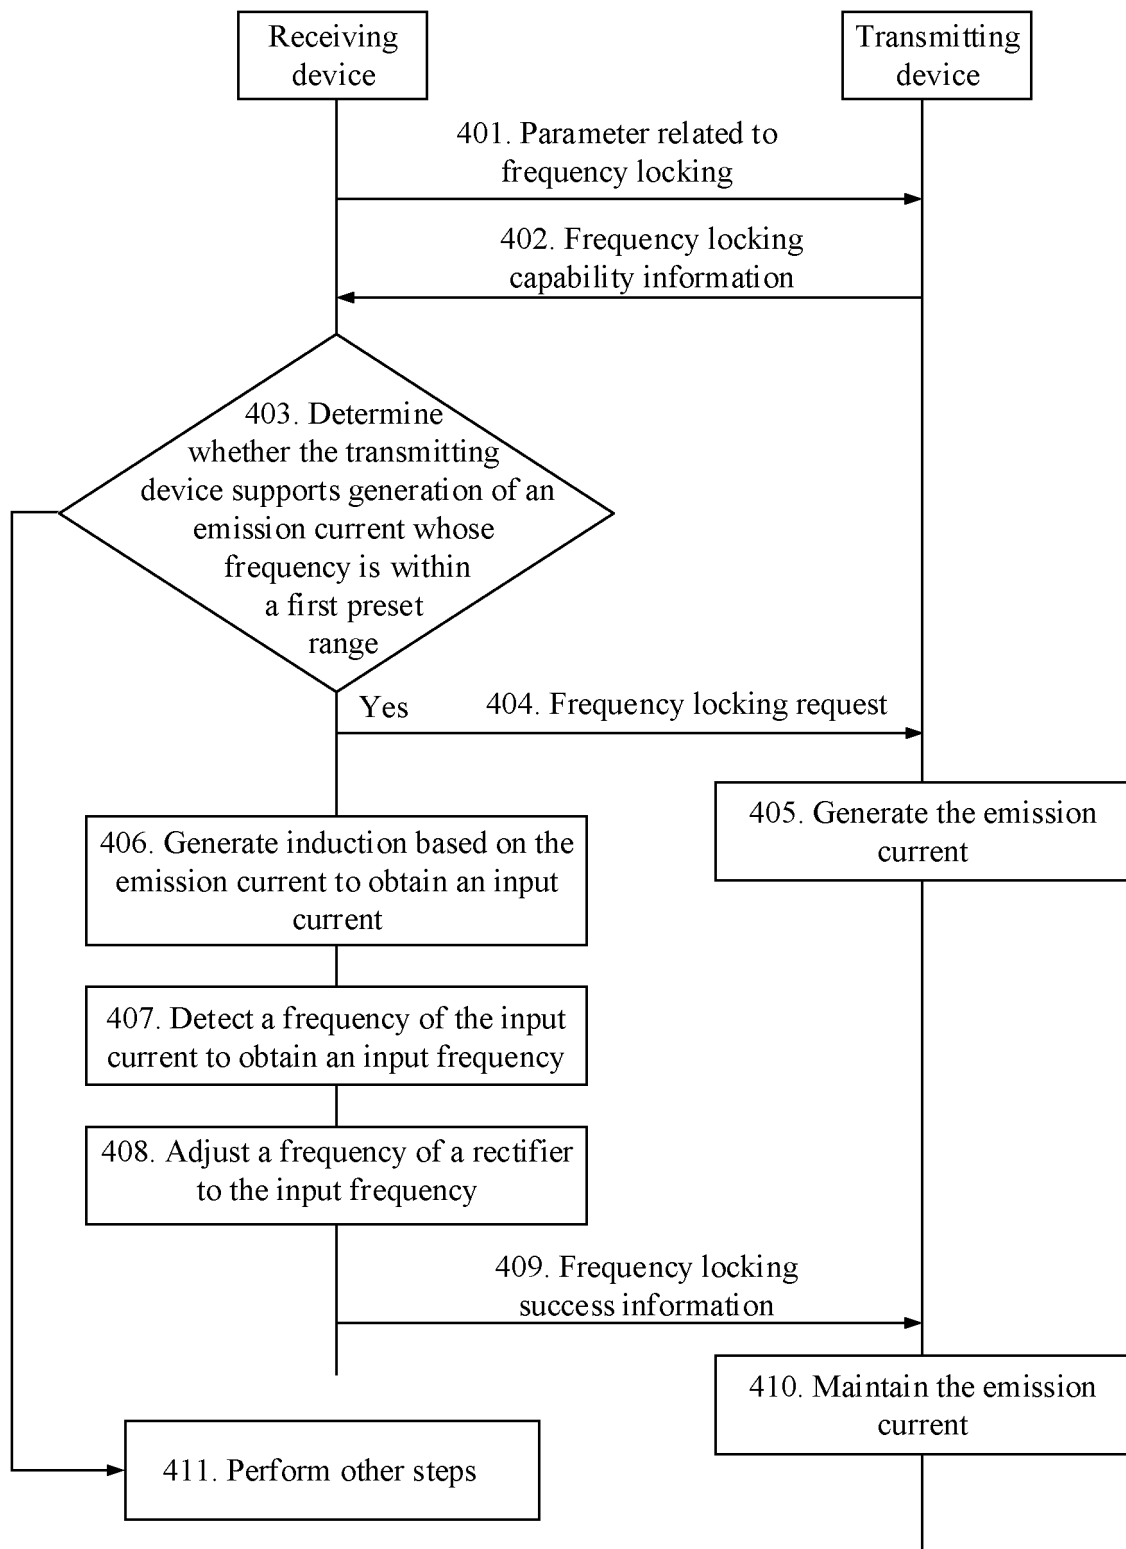 Receiving
device
Transmitting
device
401. Parameter related to
frequency locking
402. Frequency locking
capability information
403. Determine
whether the transmitting
device supports generation of an
emission current whose
frequency is within
a first preset
range
Yes
404. Frequency locking request
405. Generate the emission
current
406. Generate induction based on the
emission current to obtain an input
current
407. Detect a frequency of the input
current to obtain an input frequency
408. Adjust a frequency of a rectifier
to the input frequency
409. Frequency locking
success information
410. Maintain the emission
current
411. Perform other steps